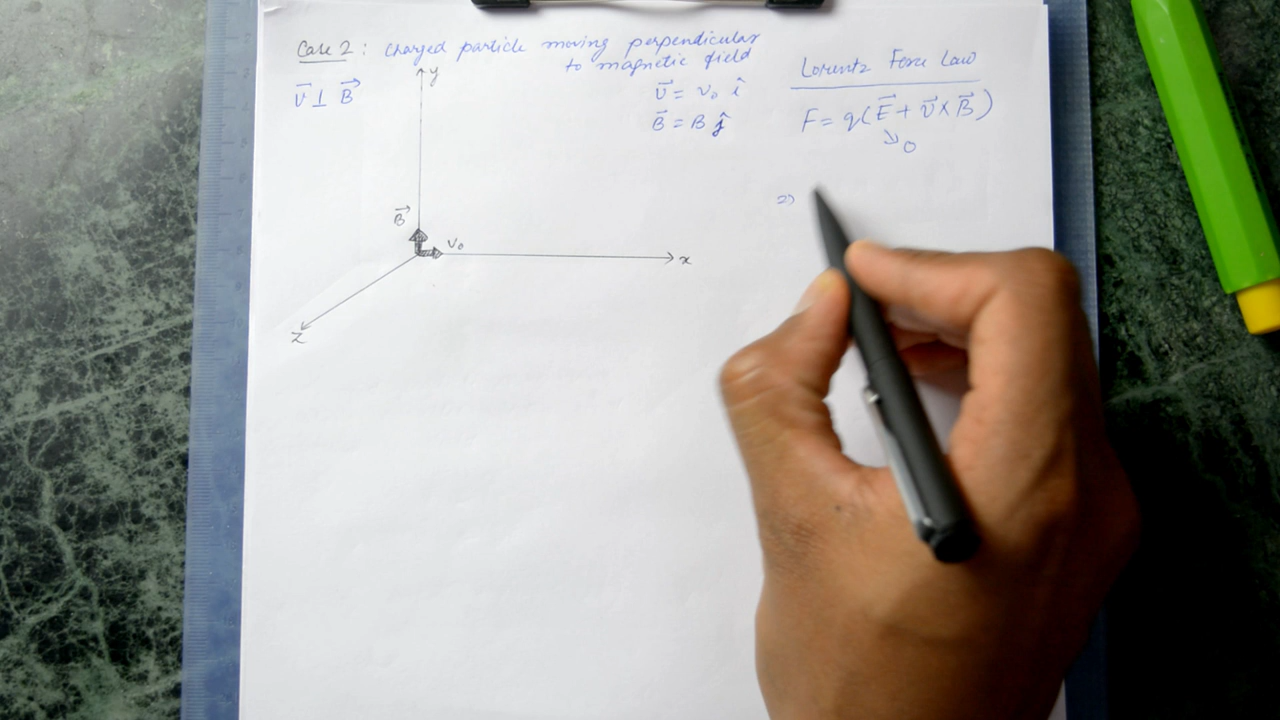 Case 2 : Charged particle moving perpendicular
to magnetic field
v⃗ ⊥ B⃗
v⃗ = v₀ î
B⃗ = B ĵ
Lorentz Force Law
F = q(E⃗ + v⃗ × B⃗)
↘ 0
⇒
y
B⃗
v₀
x
z